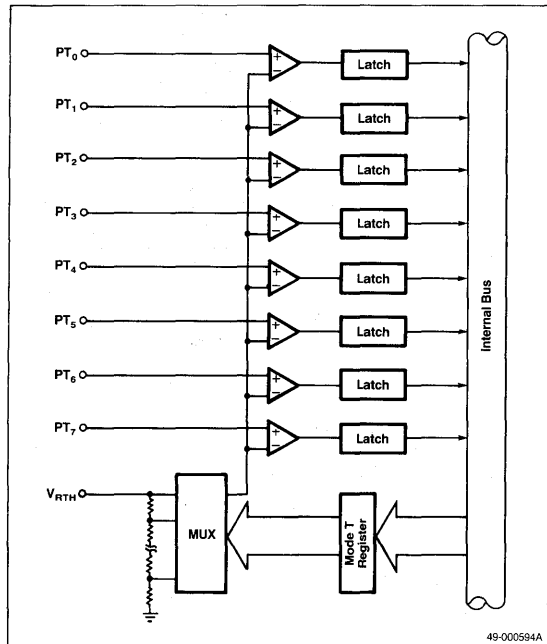 PT0
Latch
PT1
Latch
PT2
Latch
PT3
Latch
PT4
Latch
PT5
Latch
PT6
Latch
PT7
Latch
Internal Bus
VRTH
MUX
Mode T
Register
49-000594A